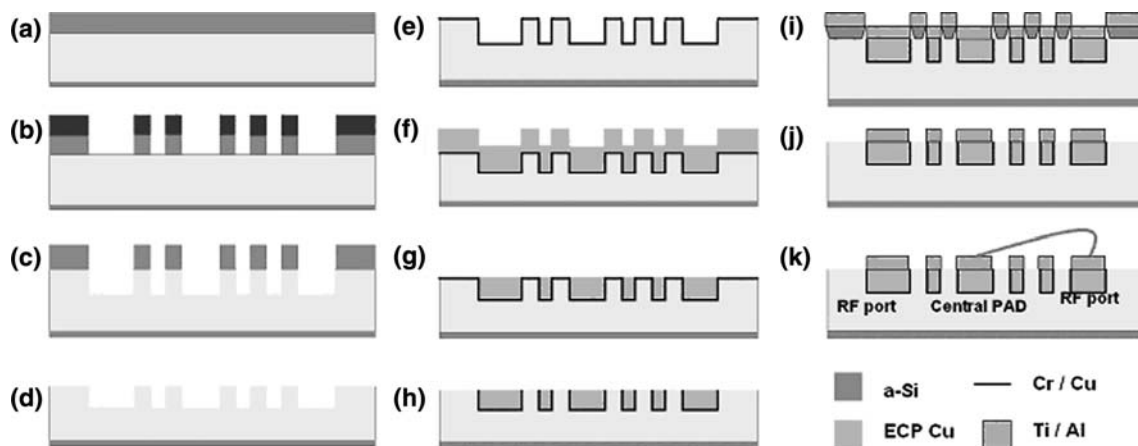 (a)
(b)
(c)
(d)
(e)
(f)
(g)
(h)
(i)
(j)
(k)
RF port
Central PAD
RF port
a-Si
Cr / Cu
ECP Cu
Ti / Al